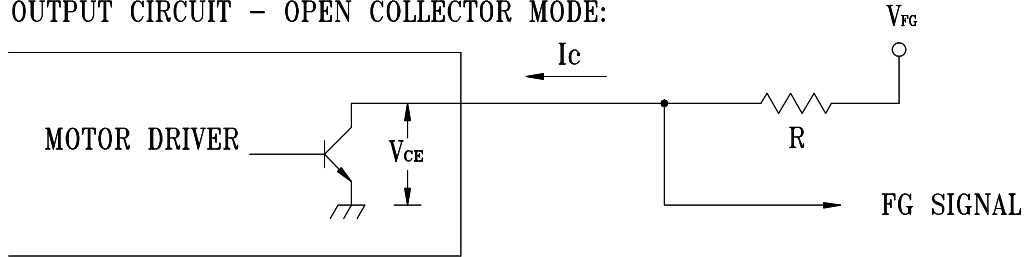 OUTPUT CIRCUIT – OPEN COLLECTOR MODE:
VFG
Ic
MOTOR DRIVER
VCE
R
FG SIGNAL